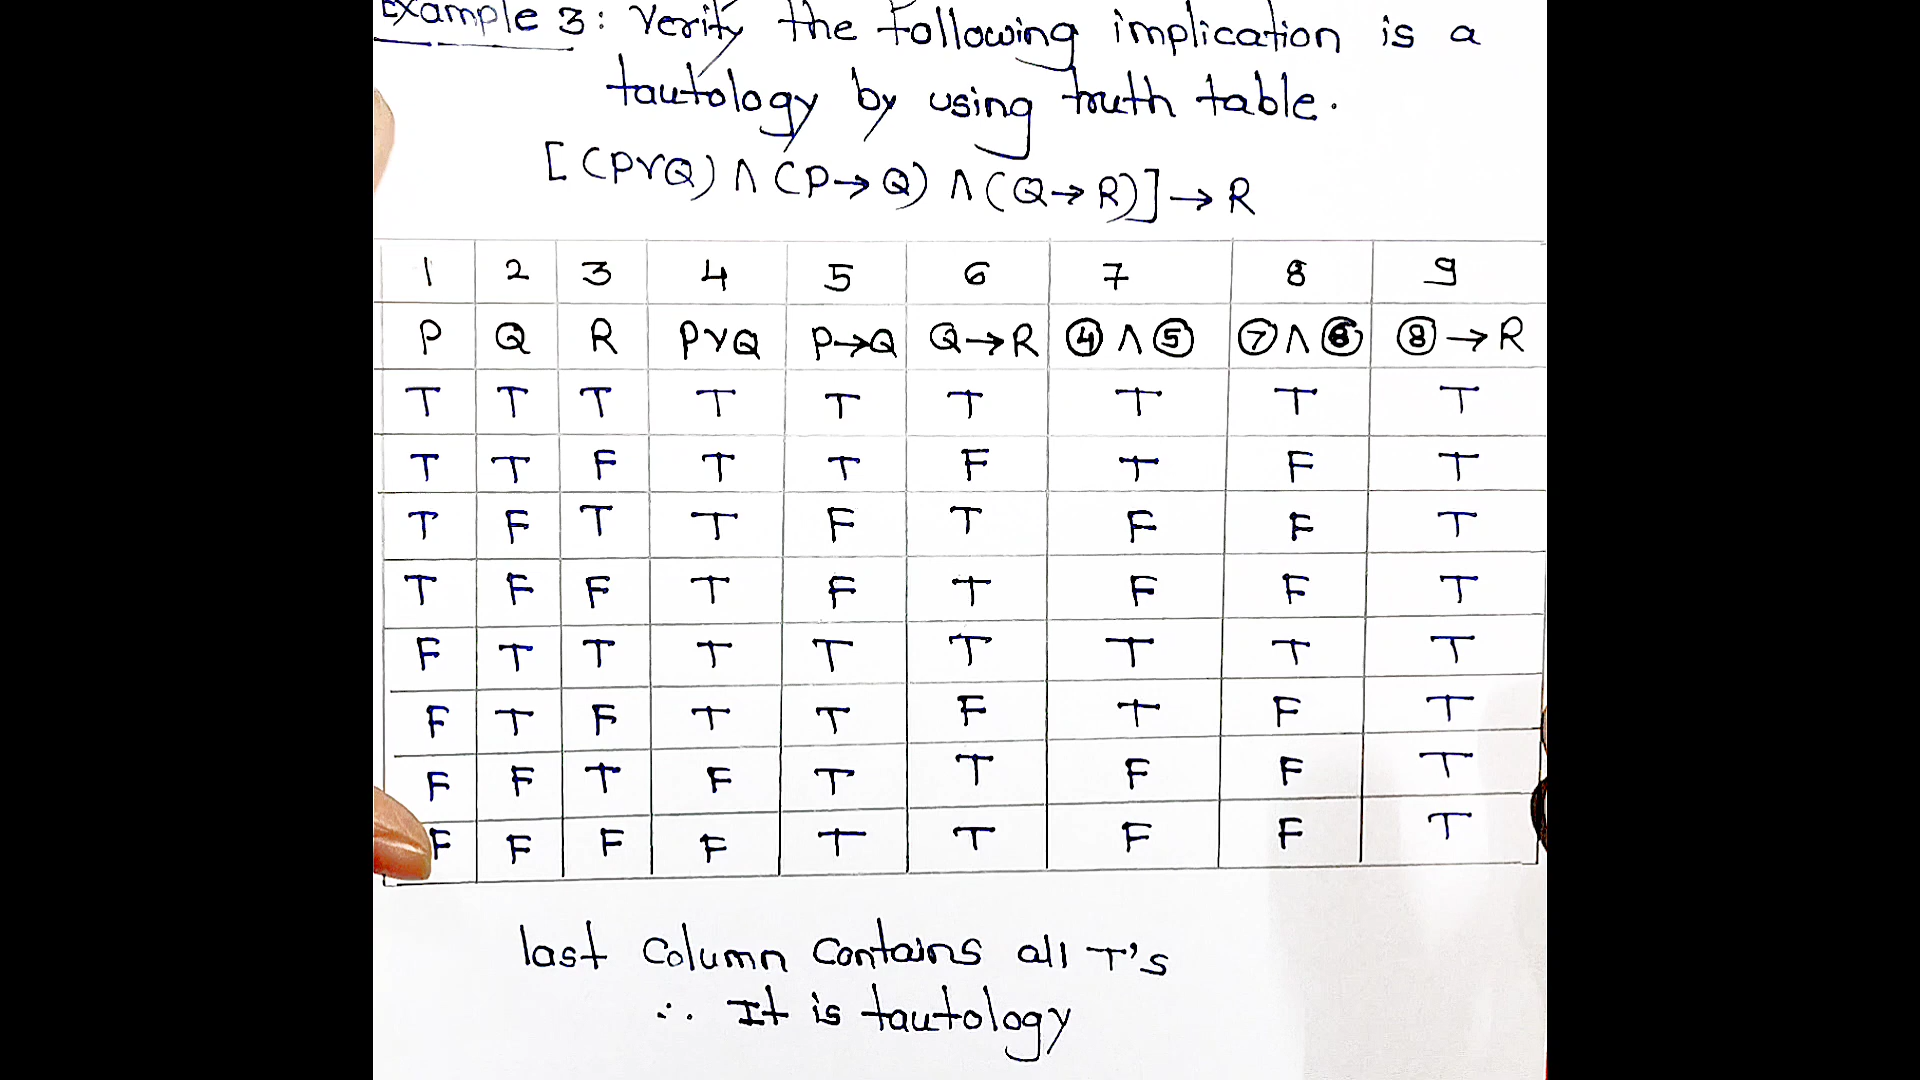 Example 3: Verify the following implication is a
tautology by using truth table.
[(P∨Q) ∧ (P→Q) ∧ (Q→R)] → R
1 2 3 4 5 6 7 8 9
P Q R P∨Q P→Q Q→R ④ ∧ ⑤ ⑦ ∧ ⑥ ⑧ → R
T T T T T T T T T
T T F T T F T F T
T F T T F T F F T
T F F T F T F F T
F T T T T T T T T
F T F T T F T F T
F F T F T T F F T
F F F F T T F F T
last Column Contains all T's
∴ It is tautology